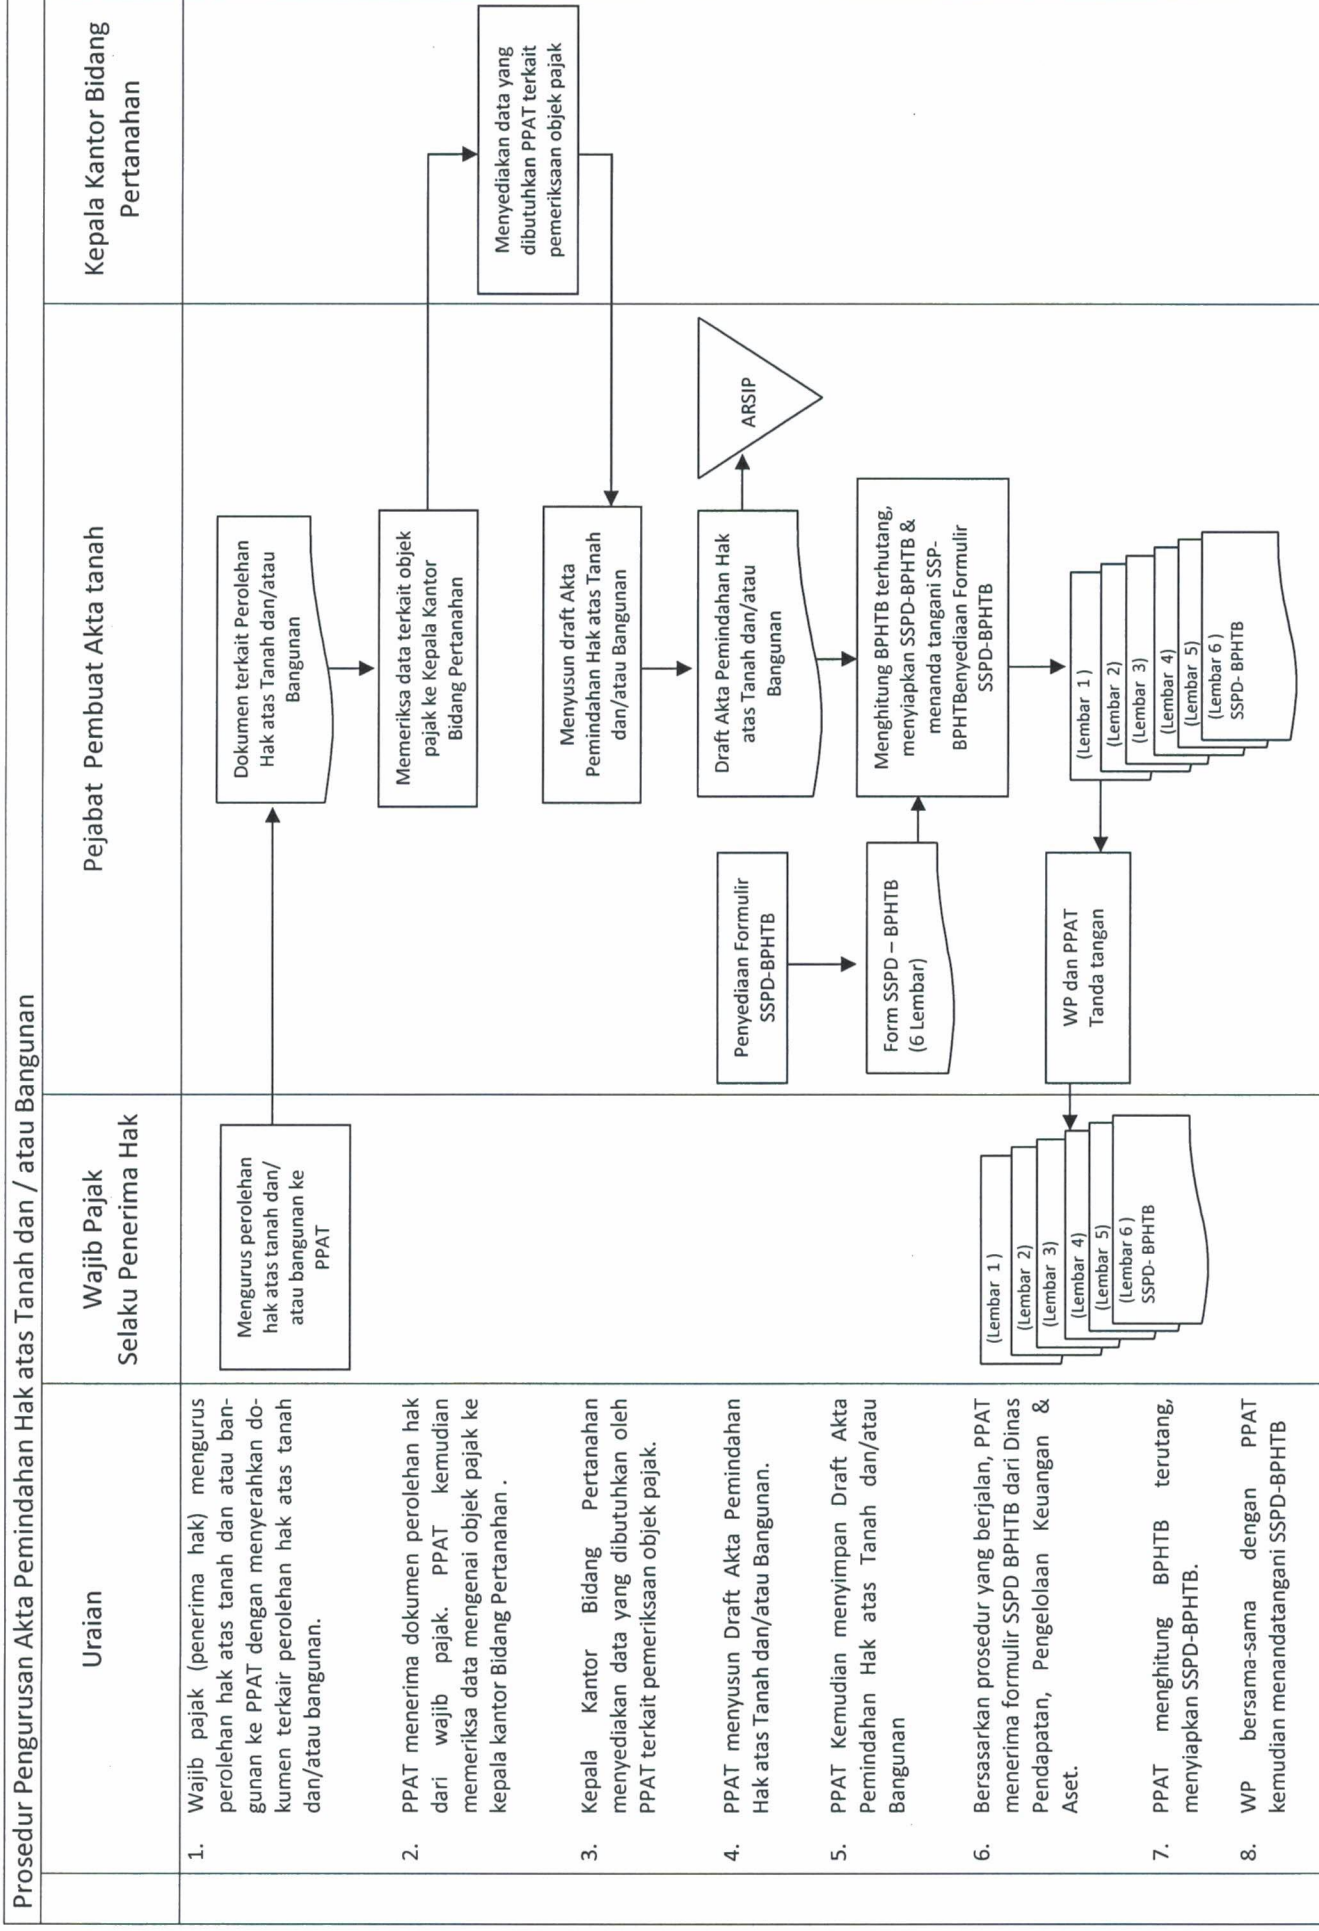 Prosedur Pengurusan Akta Pemindahan Hak atas Tanah dan / atau Bangunan
Uraian
Wajib Pajak
Selaku Penerima Hak
Pejabat Pembuat Akta tanah
Kepala Kantor Bidang
Pertanahan
1. Wajib pajak (penerima hak) mengurus
perolehan hak atas tanah dan atau ban-
gunan ke PPAT dengan menyerahkan do-
kumen terkair perolehan hak atas tanah
dan/atau bangunan.
2. PPAT menerima dokumen perolehan hak
dari wajib pajak. PPAT kemudian
memeriksa data mengenai objek pajak ke
kepala kantor Bidang Pertanahan .
3. Kepala Kantor Bidang Pertanahan
menyediakan data yang dibutuhkan oleh
PPAT terkait pemeriksaan objek pajak.
4. PPAT menyusun Draft Akta Pemindahan
Hak atas Tanah dan/atau Bangunan.
5. PPAT Kemudian menyimpan Draft Akta
Pemindahan Hak atas Tanah dan/atau
Bangunan
6. Bersasarkan prosedur yang berjalan, PPAT
menerima formulir SSPD BPHTB dari Dinas
Pendapatan, Pengelolaan Keuangan &
Aset.
7. PPAT menghitung BPHTB terutang,
menyiapkan SSPD-BPHTB.
8. WP bersama-sama dengan PPAT
kemudian menandatangani SSPD-BPHTB
Mengurus perolehan
hak atas tanah dan/
atau bangunan ke
PPAT
Dokumen terkait Perolehan
Hak atas Tanah dan/atau
Bangunan
Memeriksa data terkait objek
pajak ke Kepala Kantor
Bidang Pertanahan
Menyediakan data yang
dibutuhkan PPAT terkait
pemeriksaan objek pajak
Menyusun draft Akta
Pemindahan Hak atas Tanah
dan/atau Bangunan
Draft Akta Pemindahan Hak
atas Tanah dan/atau
Bangunan
ARSIP
Penyediaan Formulir
SSPD-BPHTB
Form SSPD – BPHTB
(6 Lembar)
Menghitung BPHTB terhutang,
menyiapkan SSPD-BPHTB &
menanda tangani SSP-
BPHTBenyediaan Formulir
SSPD-BPHTB
(Lembar 1 )
(Lembar 2)
(Lembar 3)
(Lembar 4)
(Lembar 5)
(Lembar 6 )
SSPD- BPHTB
WP dan PPAT
Tanda tangan
(Lembar 1 )
(Lembar 2)
(Lembar 3)
(Lembar 4)
(Lembar 5)
(Lembar 6 )
SSPD- BPHTB